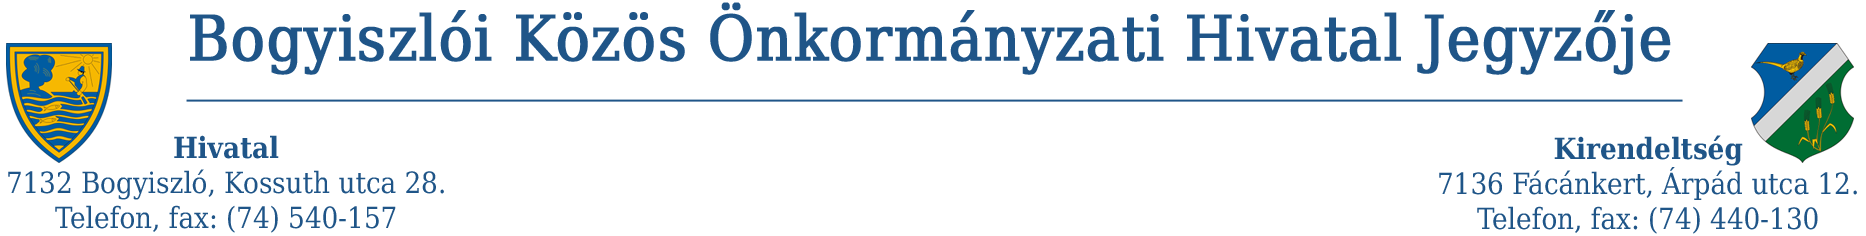 Bogyiszlói Közös Önkormányzati Hivatal Jegyzője
Hivatal
7132 Bogyiszló, Kossuth utca 28.
Telefon, fax: (74) 540-157
Kirendeltség
7136 Fácánkert, Árpád utca 12.
Telefon, fax: (74) 440-130